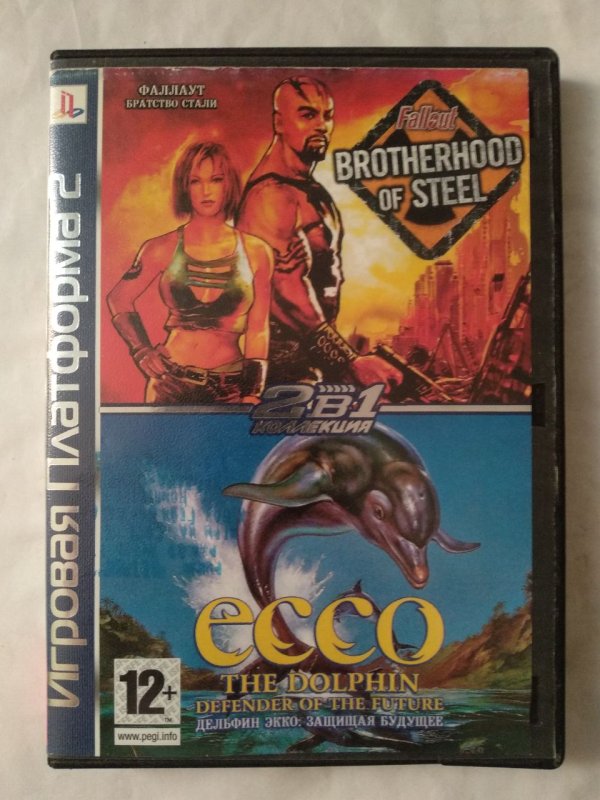 ФАЛЛАУТ
БРАТСТВО СТАЛИ
Fallout
BROTHERHOOD
OF STEEL
Игровая Платформа 2
2·В·1
КОЛЛЕКЦИЯ
ecco
THE DOLPHIN
DEFENDER OF THE FUTURE
ДЕЛЬФИН ЭККО: ЗАЩИЩАЯ БУДУЩЕЕ
12+
TM
www.pegi.info